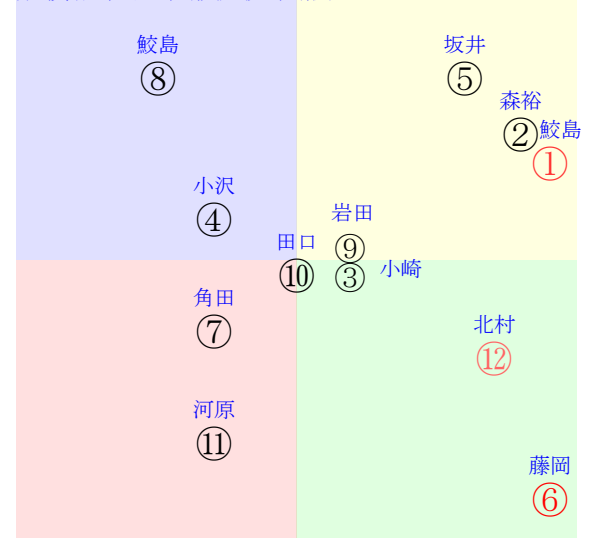 鮫島
⑧
坂井
⑤
森裕
②
鮫島
①
小沢
④
岩田
⑨
田口
⑩
小崎
③
角田
⑦
北村
⑫
河原
⑪
藤岡
⑥